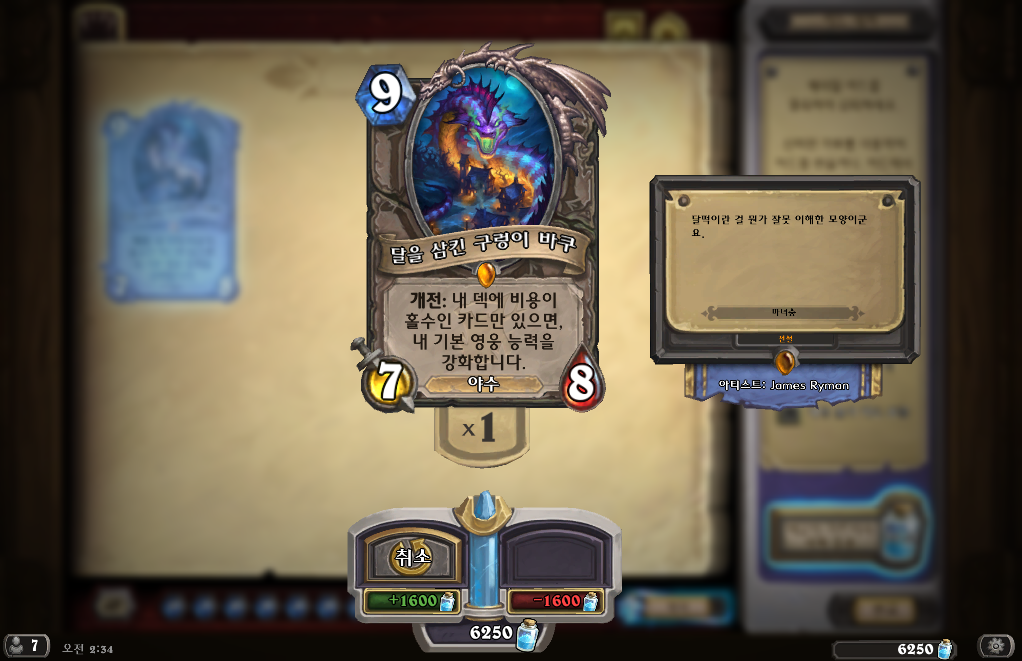 9
달을 삼킨 구렁이 바쿠
개전: 내 덱에 비용이
홀수인 카드만 있으면,
내 기본 영웅 능력을
강화합니다.
7
야수
8
x1
달떡이란 걸 뭔가 잘못 이해한 모양이군
요.
마녀숲
전설
아티스트: James Ryman
취소
+1600
-1600
6250
7
오전 2:34
6250